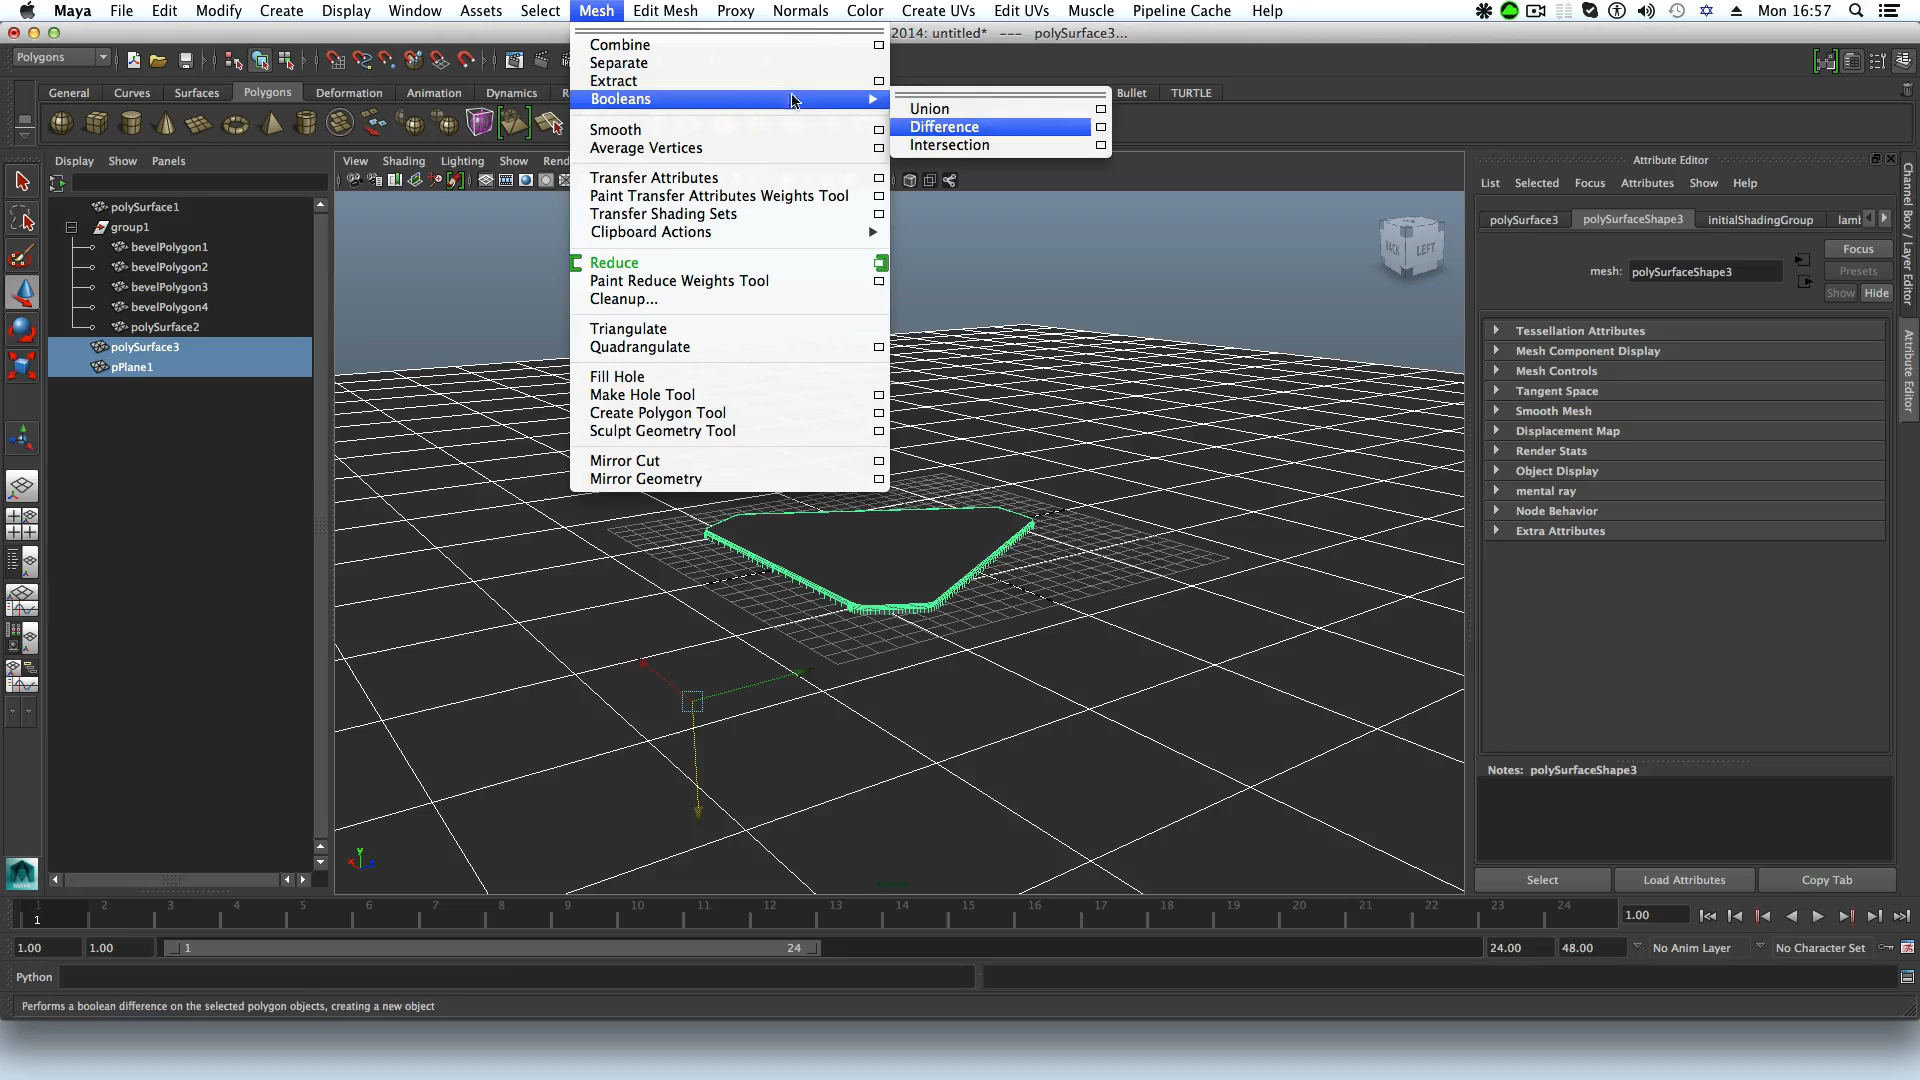 Maya File Edit Modify Create Display Window Assets Select Mesh Edit Mesh Proxy Normals Color Create UVs Edit UVs Muscle Pipeline Cache Help Mon 16:57
2014: untitled* --- polySurface3...
Polygons
General Curves Surfaces Polygons Deformation Animation Dynamics Bullet TURTLE
Combine
Separate
Extract
Booleans
Smooth
Average Vertices
Transfer Attributes
Paint Transfer Attributes Weights Tool
Transfer Shading Sets
Clipboard Actions
Reduce
Paint Reduce Weights Tool
Cleanup...
Triangulate
Quadrangulate
Fill Hole
Make Hole Tool
Create Polygon Tool
Sculpt Geometry Tool
Mirror Cut
Mirror Geometry
Union
Difference
Intersection
Display Show Panels
polySurface1
group1
bevelPolygon1
bevelPolygon2
bevelPolygon3
bevelPolygon4
polySurface2
polySurface3
pPlane1
View Shading Lighting Show
BACK LEFT
Attribute Editor
List Selected Focus Attributes Show Help
polySurface3 polySurfaceShape3 initialShadingGroup
Focus
mesh: polySurfaceShape3
Presets
Show Hide
Tessellation Attributes
Mesh Component Display
Mesh Controls
Tangent Space
Smooth Mesh
Displacement Map
Render Stats
Object Display
mental ray
Node Behavior
Extra Attributes
Notes: polySurfaceShape3
Select Load Attributes Copy Tab
Channel Box / Layer Editor
Attribute Editor
1 2 3 4 5 6 7 8 9 10 11 12 13 14 15 16 17 18 19 20 21 22 23 24
1
1.00
1.00 1.00 1 24 24.00 48.00 No Anim Layer No Character Set
Python
Performs a boolean difference on the selected polygon objects, creating a new object